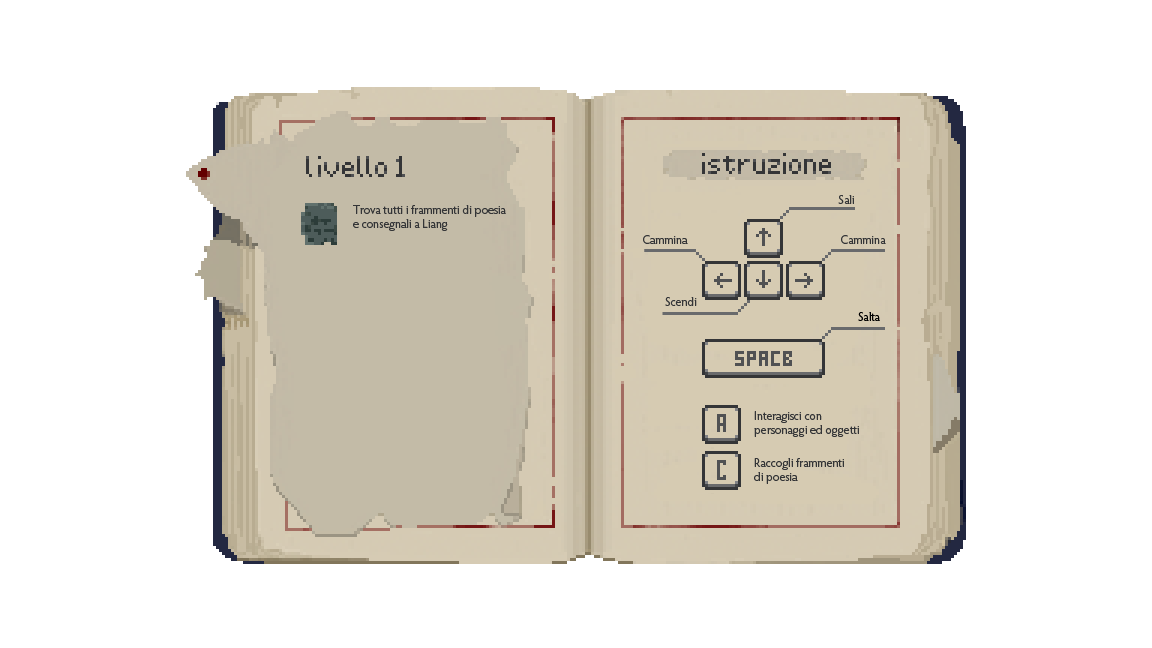 livello 1
Trova tutti i frammenti di poesia
e consegnali a Liang
istruzione
Sali
Cammina
Cammina
Scendi
Salta
SPACE
A
Interagisci con
personaggi ed oggetti
C
Raccogli frammenti
di poesia